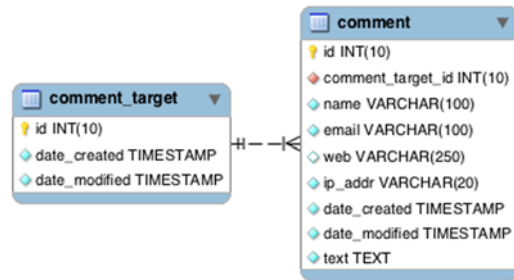 comment_target
id INT(10)
date_created TIMESTAMP
date_modified TIMESTAMP
comment
id INT(10)
comment_target_id INT(10)
name VARCHAR(100)
email VARCHAR(100)
web VARCHAR(250)
ip_addr VARCHAR(20)
date_created TIMESTAMP
date_modified TIMESTAMP
text TEXT